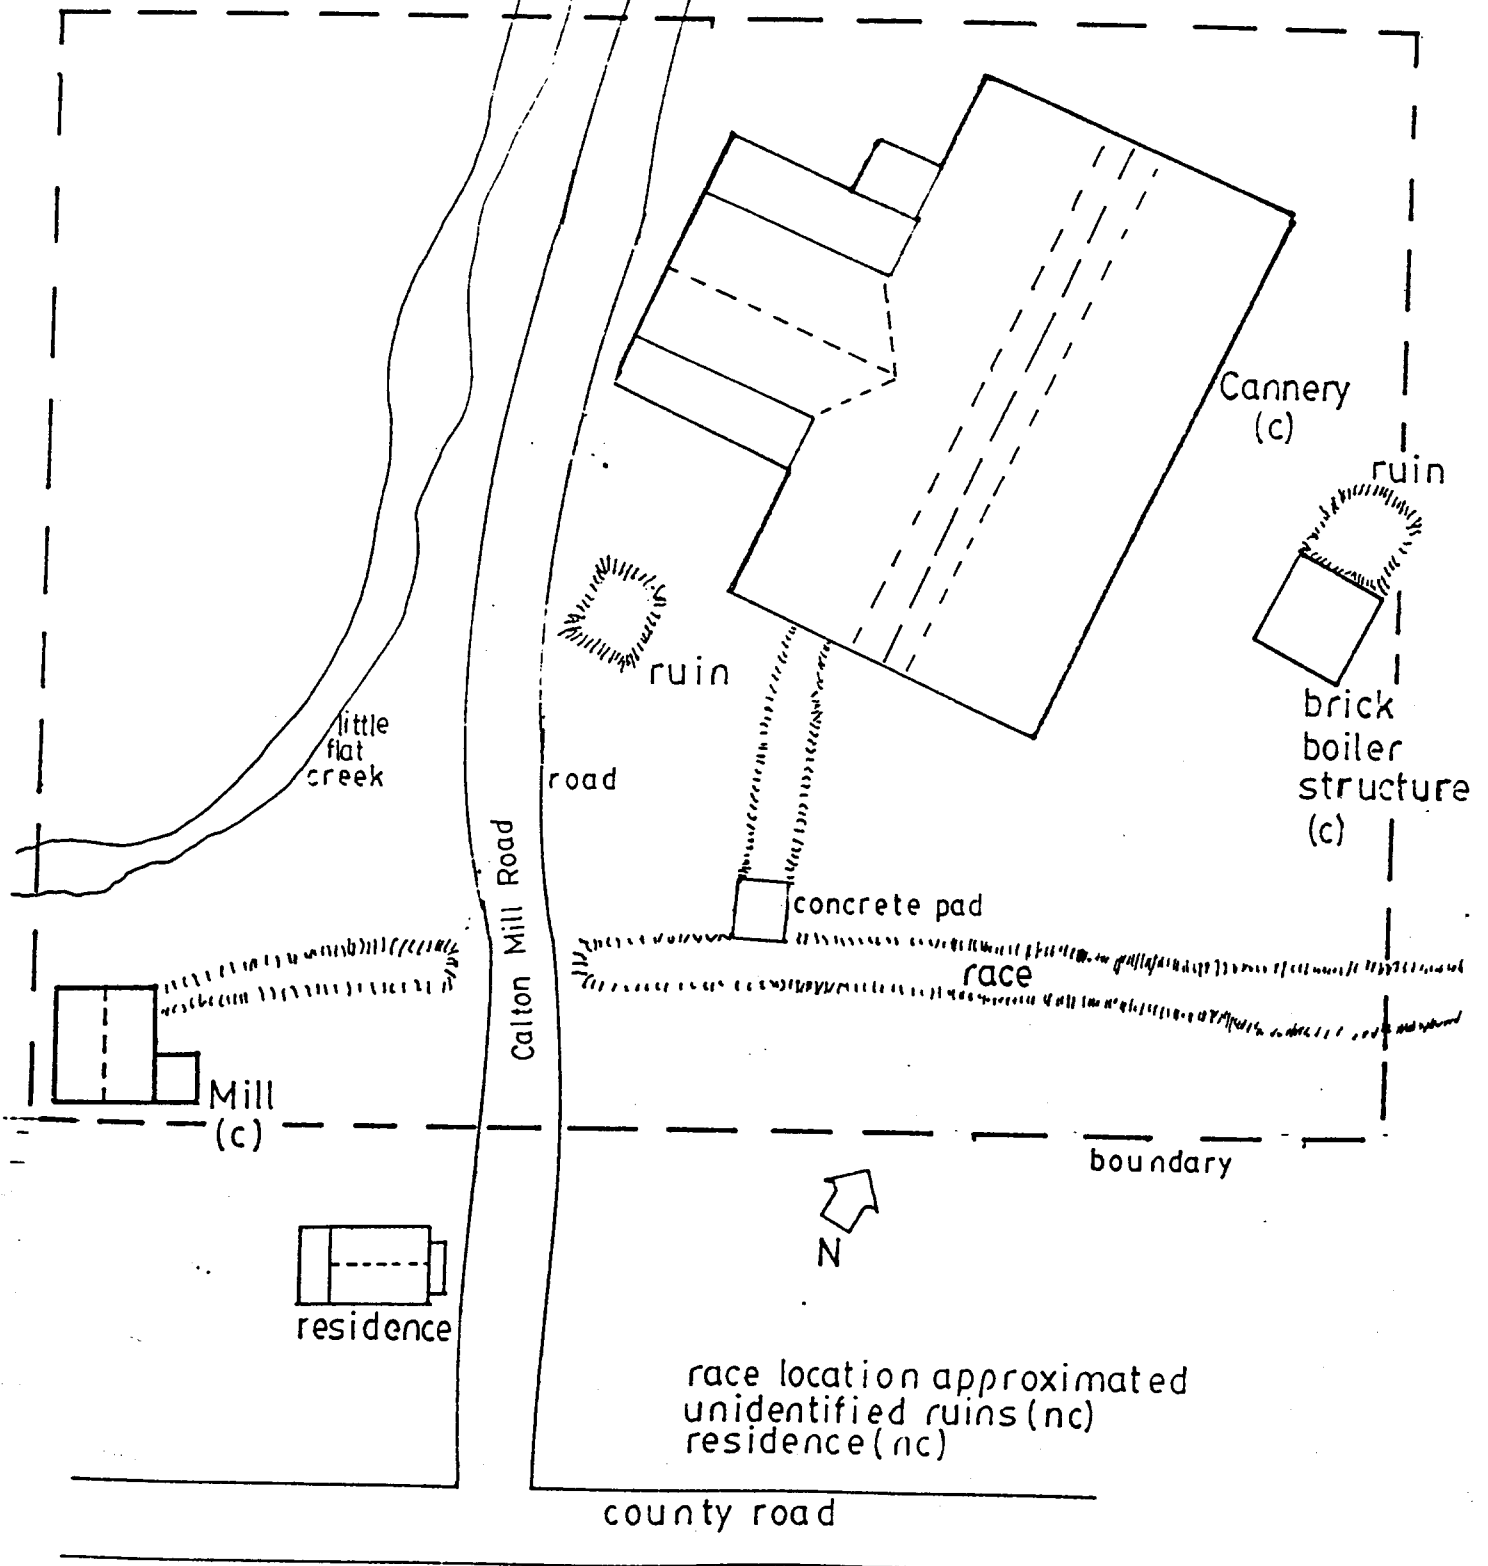 Cannery
(c)
ruin
ruin
brick
boiler
structure
(c)
little
flat
creek
road
Calton Mill Road
concrete pad
race
Mill
(c)
boundary
N
residence
race location approximated
unidentified ruins (nc)
residence (nc)
county road